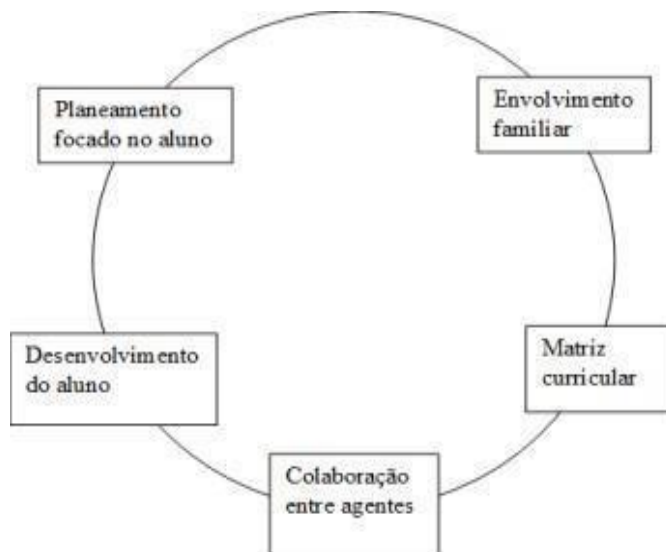 Planeamento
focado no aluno
Envolvimento
familiar
Desenvolvimento
do aluno
Matriz
curricular
Colaboração
entre agentes